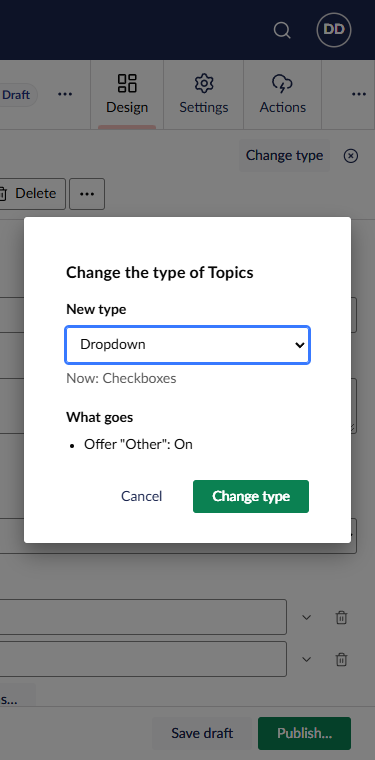 DD
Draft
Design
Settings
Actions
Change type
Delete
Change the type of Topics
New type
Dropdown
Now: Checkboxes
What goes
Offer "Other": On
Cancel
Change type
s...
Save draft
Publish...